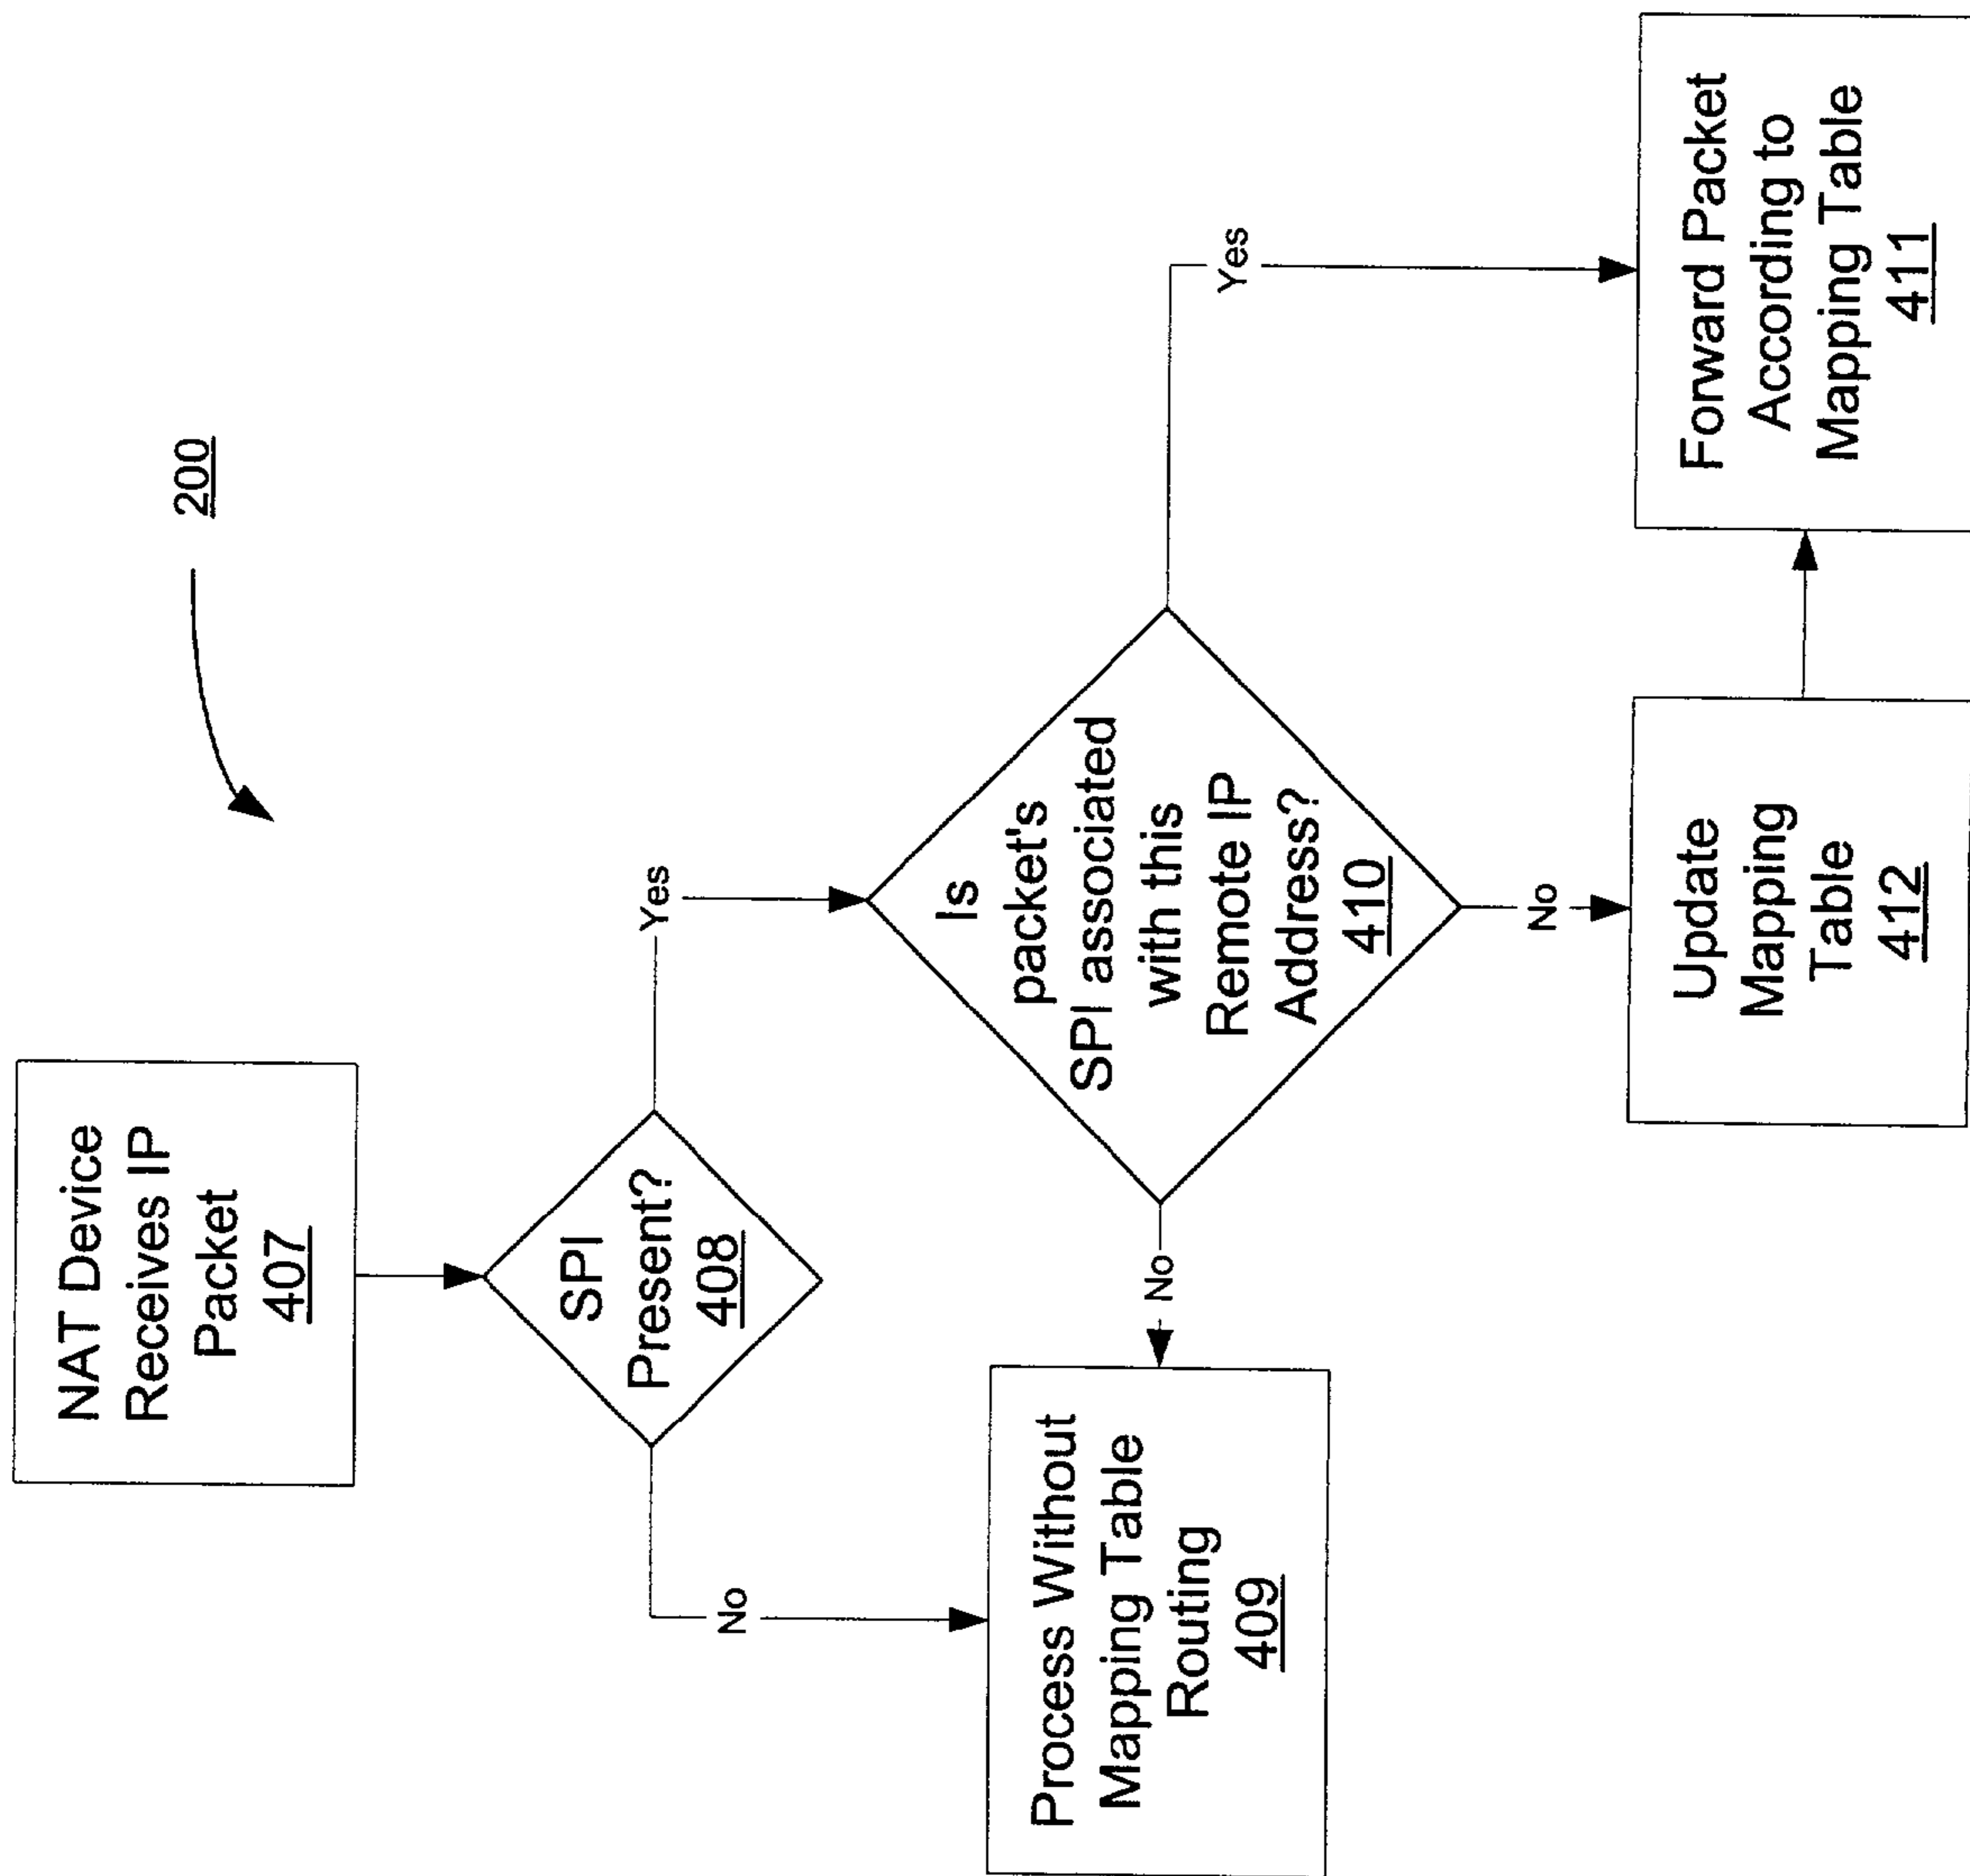 200
NAT Device
Receives IP
Packet
407
SPI
Present?
408
No
Yes
Process Without
Mapping Table
Routing
409
Is
packet's
SPI associated
with this
Remote IP
Address?
410
No
No
Yes
Update
Mapping
Table
412
Forward Packet
According to
Mapping Table
411